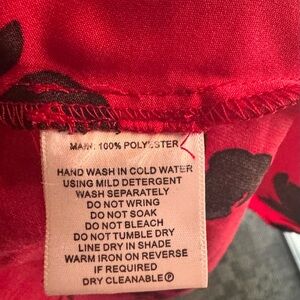 MAIN: 100% POLYESTER
HAND WASH IN COLD WATER
USING MILD DETERGENT
WASH SEPARATELY
DO NOT WRING
DO NOT SOAK
DO NOT BLEACH
DO NOT TUMBLE DRY
LINE DRY IN SHADE
WARM IRON ON REVERSE
IF REQUIRED
DRY CLEANABLE Ⓟ